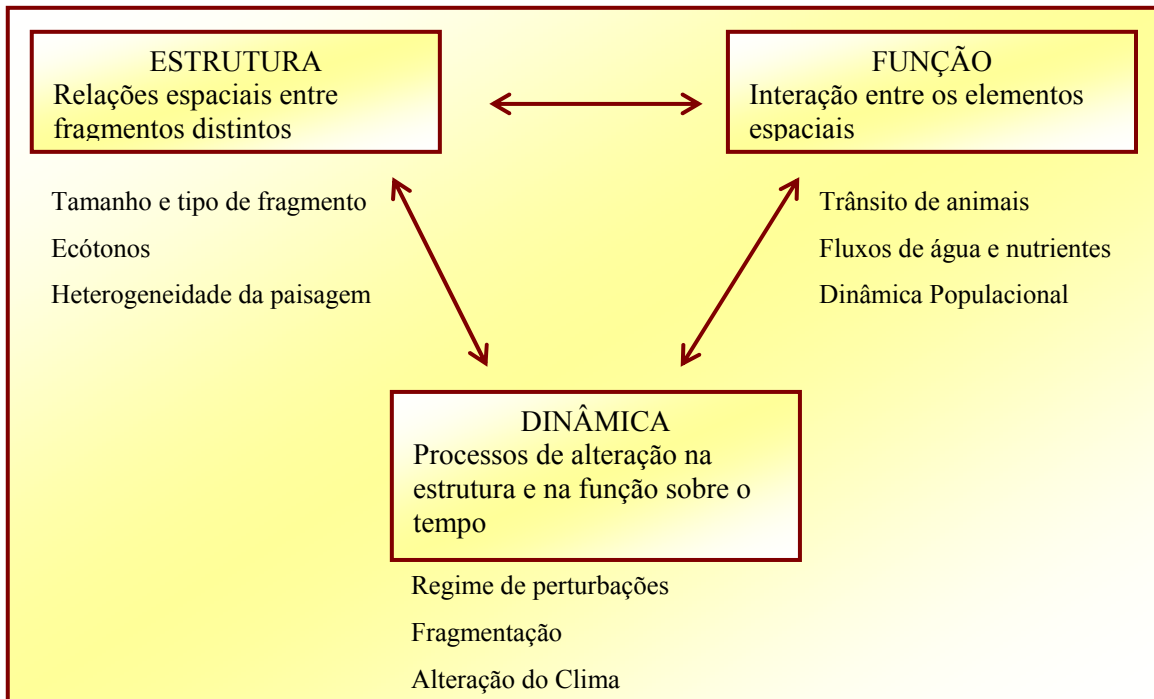 ESTRUTURA
Relações espaciais entre
fragmentos distintos
Tamanho e tipo de fragmento
Ecótonos
Heterogeneidade da paisagem
FUNÇÃO
Interação entre os elementos
espaciais
Trânsito de animais
Fluxos de água e nutrientes
Dinâmica Populacional
DINÂMICA
Processos de alteração na
estrutura e na função sobre o
tempo
Regime de perturbações
Fragmentação
Alteração do Clima